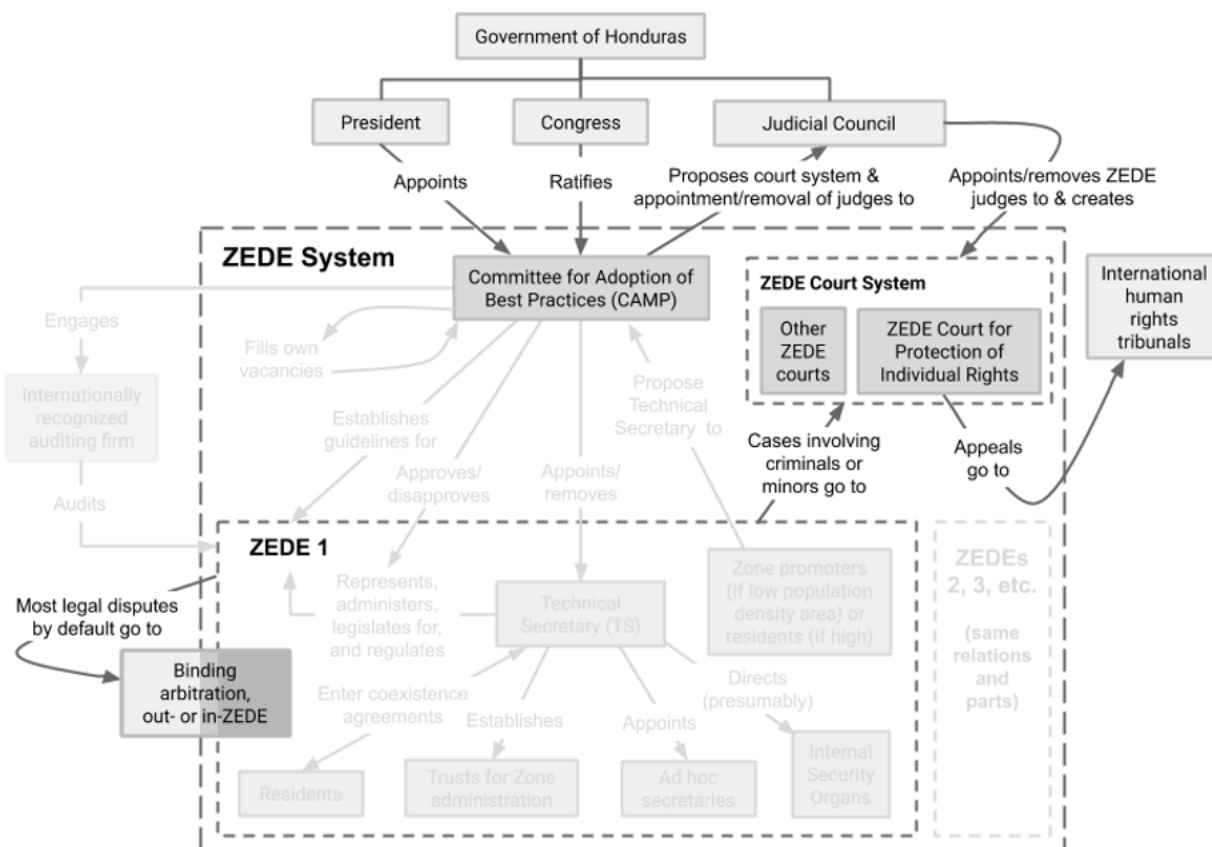 Government of Honduras
President
Congress
Judicial Council
Appoints
Ratifies
Proposes court system &
appointment/removal of judges to
Appoints/removes ZEDE
judges to & creates
ZEDE System
Committee for Adoption of
Best Practices (CAMP)
ZEDE Court System
Other
ZEDE
courts
ZEDE Court for
Protection of
Individual Rights
International
human
rights
tribunals
Engages
Fills own
vacancies
Internationally
recognized
auditing firm
Audits
Establishes
guidelines for
Approves/
disapproves
Appoints/
removes
Propose
Technical
Secretary to
Cases involving
criminals or
minors go to
Appeals
go to
ZEDE 1
Most legal disputes
by default go to
Binding
arbitration,
out- or in-ZEDE
Represents,
administers,
legislates for,
and regulates
Technical
Secretary (TS)
Zone promoters
(if low population
density area) or
residents (if high)
ZEDEs
2, 3, etc.
(same
relations
and
parts)
Enter coexistence
agreements
Establishes
Appoints
Directs
(presumably)
Residents
Trusts for Zone
administration
Ad hoc
secretaries
Internal
Security
Organs